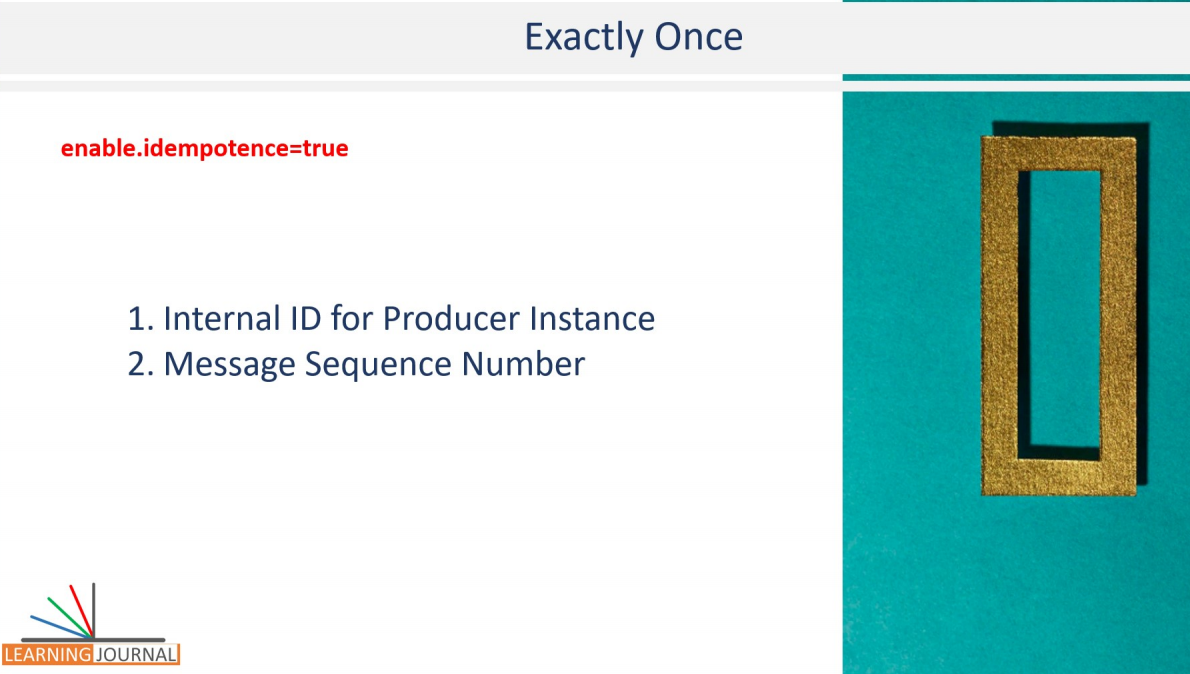 Exactly Once
enable.idempotence=true
1. Internal ID for Producer Instance
2. Message Sequence Number
LEARNING JOURNAL